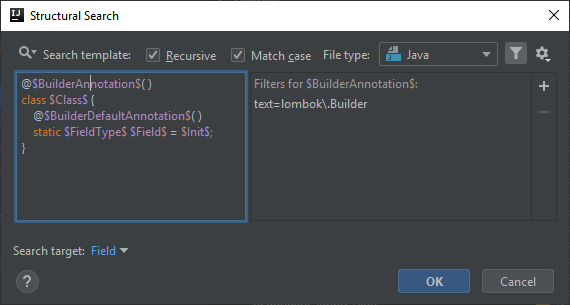 Structural Search
Search template:
Recursive
Match case
File type:
Java
@$BuilderAnnotation$()
class $Class$ {
@$BuilderDefaultAnnotation$()
static $FieldType$ $Field$ = $Init$;
}
Filters for $BuilderAnnotation$:
text=lombok\.Builder
Search target:
Field
?
OK
Cancel